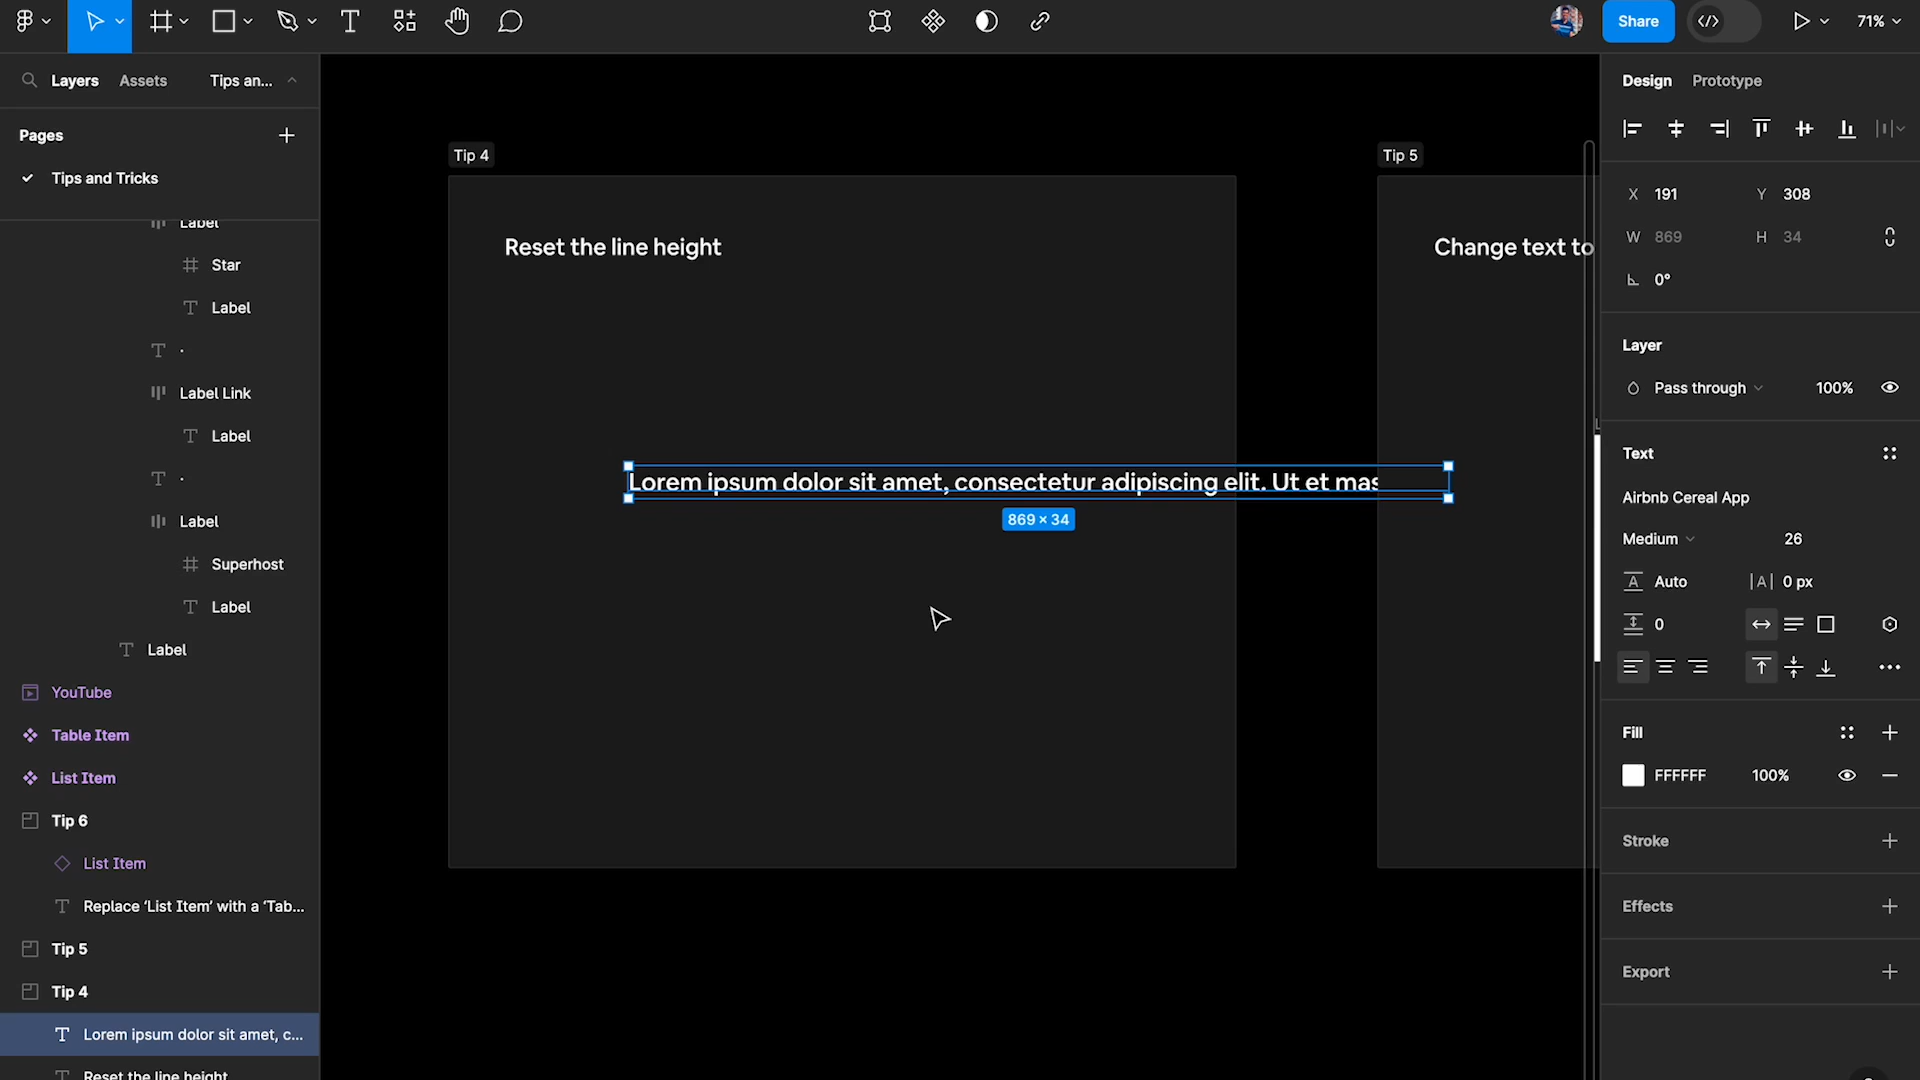 Share
71%
Layers
Assets
Tips an...
Pages
Tips and Tricks
Label
Star
Label
.
Label Link
Label
.
Label
Superhost
Label
Label
YouTube
Table Item
List Item
Tip 6
List Item
Replace ‘List Item’ with a ‘Tab...
Tip 5
Tip 4
Lorem ipsum dolor sit amet, c...
Reset the line height
Tip 4
Reset the line height
Lorem ipsum dolor sit amet, consectetur adipiscing elit. Ut et mas
869 × 34
Tip 5
Change text to
Design
Prototype
X 191
Y 308
W 869
H 34
0°
Layer
Pass through
100%
Text
Airbnb Cereal App
Medium
26
Auto
0 px
0
Fill
FFFFFF
100%
Stroke
Effects
Export